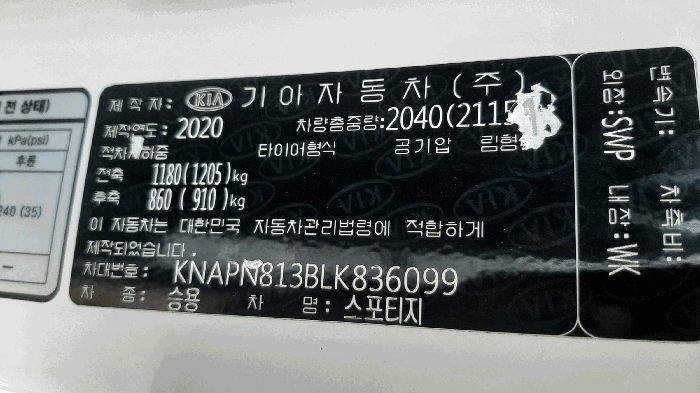 전 상태)
kPa(psi)
후륜
240 (35)
제 작 자: KIA 기 아 자 동 차 ( 주 )
제작연도: 2020 차량총중량:2040(2115
적차시하중 타이어형식 공기압 림형
전축 1180(1205)kg
후축 860( 910)kg
이 자동차는 대한민국 자동차관리법령에 적합하게
제작되었습니다.
차대번호: KNAPN813BLK836099
차 종: 승용 차 명: 스포티지
변속기: 차축비:
외장:SWP 내장:WK